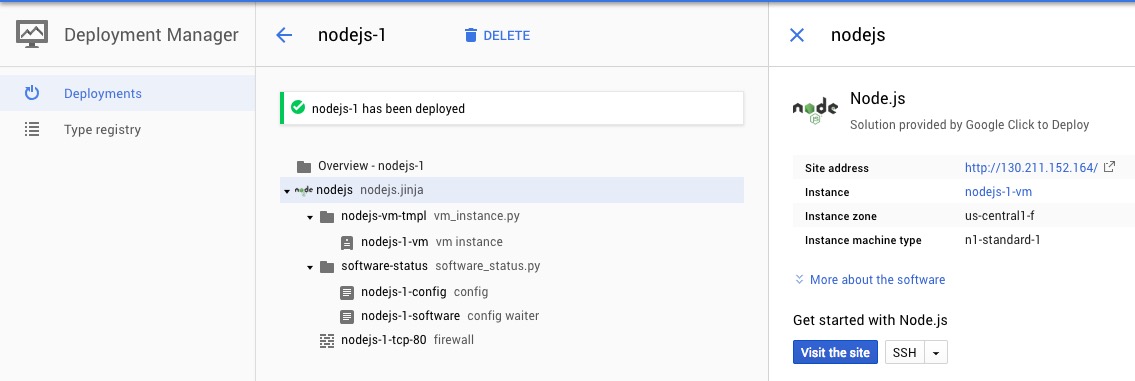 Deployment Manager
Deployments
Type registry
nodejs-1
DELETE
nodejs-1 has been deployed
Overview - nodejs-1
node nodejs nodejs.jinja
nodejs-vm-tmpl vm_instance.py
nodejs-1-vm vm instance
software-status software_status.py
nodejs-1-config config
nodejs-1-software config waiter
nodejs-1-tcp-80 firewall
nodejs
node JS
Node.js
Solution provided by Google Click to Deploy
Site address http://130.211.152.164/
Instance nodejs-1-vm
Instance zone us-central1-f
Instance machine type n1-standard-1
More about the software
Get started with Node.js
Visit the site SSH